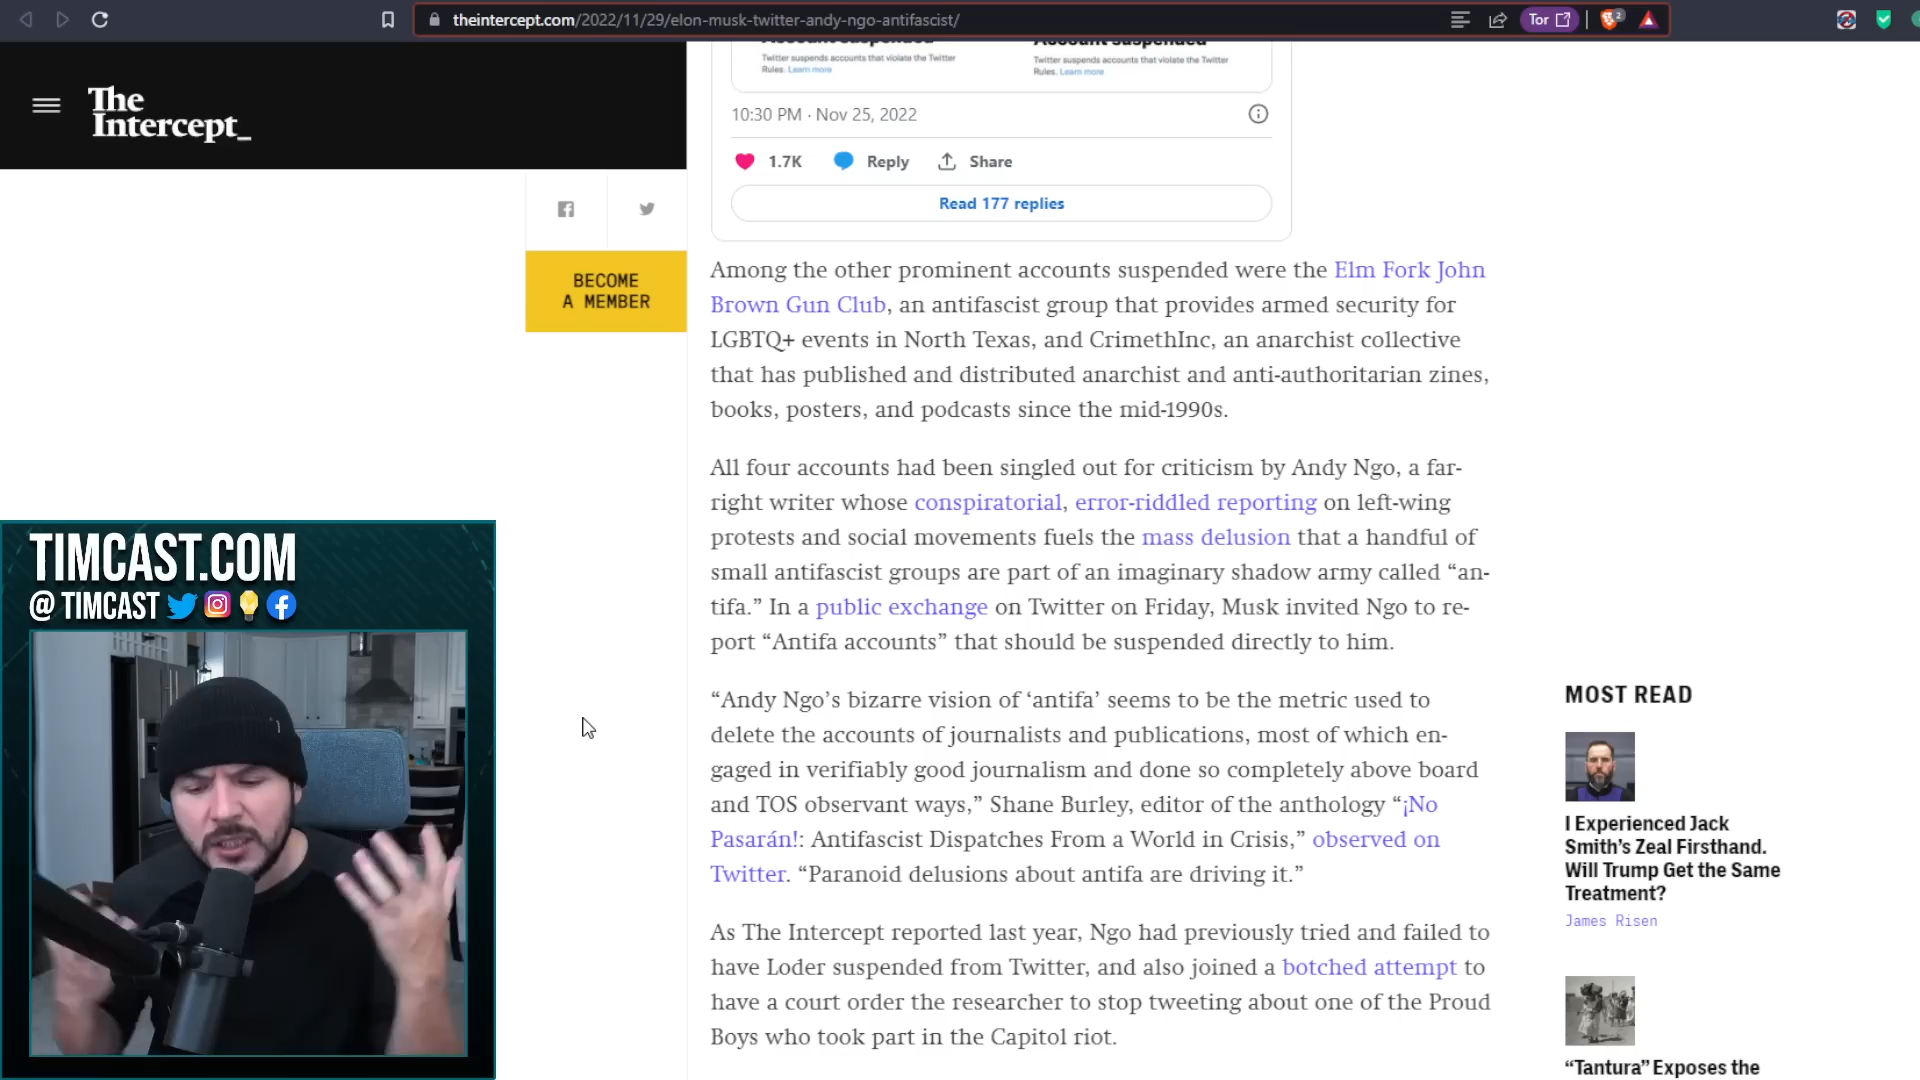 theintercept.com/2022/11/29/elon-musk-twitter-andy-ngo-antifascist/
Tor
2
The
Intercept_
BECOME
A MEMBER
Account suspended
Twitter suspends accounts that violate the Twitter
Rules. Learn more
Account suspended
Twitter suspends accounts that violate the Twitter
Rules. Learn more
10:30 PM · Nov 25, 2022
1.7K
Reply
Share
Read 177 replies
Among the other prominent accounts suspended were the Elm Fork John
Brown Gun Club, an antifascist group that provides armed security for
LGBTQ+ events in North Texas, and CrimethInc, an anarchist collective
that has published and distributed anarchist and anti-authoritarian zines,
books, posters, and podcasts since the mid-1990s.
All four accounts had been singled out for criticism by Andy Ngo, a far-
right writer whose conspiratorial, error-riddled reporting on left-wing
protests and social movements fuels the mass delusion that a handful of
small antifascist groups are part of an imaginary shadow army called “an-
tifa.” In a public exchange on Twitter on Friday, Musk invited Ngo to re-
port “Antifa accounts” that should be suspended directly to him.
“Andy Ngo’s bizarre vision of ‘antifa’ seems to be the metric used to
delete the accounts of journalists and publications, most of which en-
gaged in verifiably good journalism and done so completely above board
and TOS observant ways,” Shane Burley, editor of the anthology “¡No
Pasarán!: Antifascist Dispatches From a World in Crisis,” observed on
Twitter. “Paranoid delusions about antifa are driving it.”
As The Intercept reported last year, Ngo had previously tried and failed to
have Loder suspended from Twitter, and also joined a botched attempt to
have a court order the researcher to stop tweeting about one of the Proud
Boys who took part in the Capitol riot.
MOST READ
I Experienced Jack
Smith’s Zeal Firsthand.
Will Trump Get the Same
Treatment?
James Risen
“Tantura” Exposes the
TIMCAST.COM
@ TIMCAST